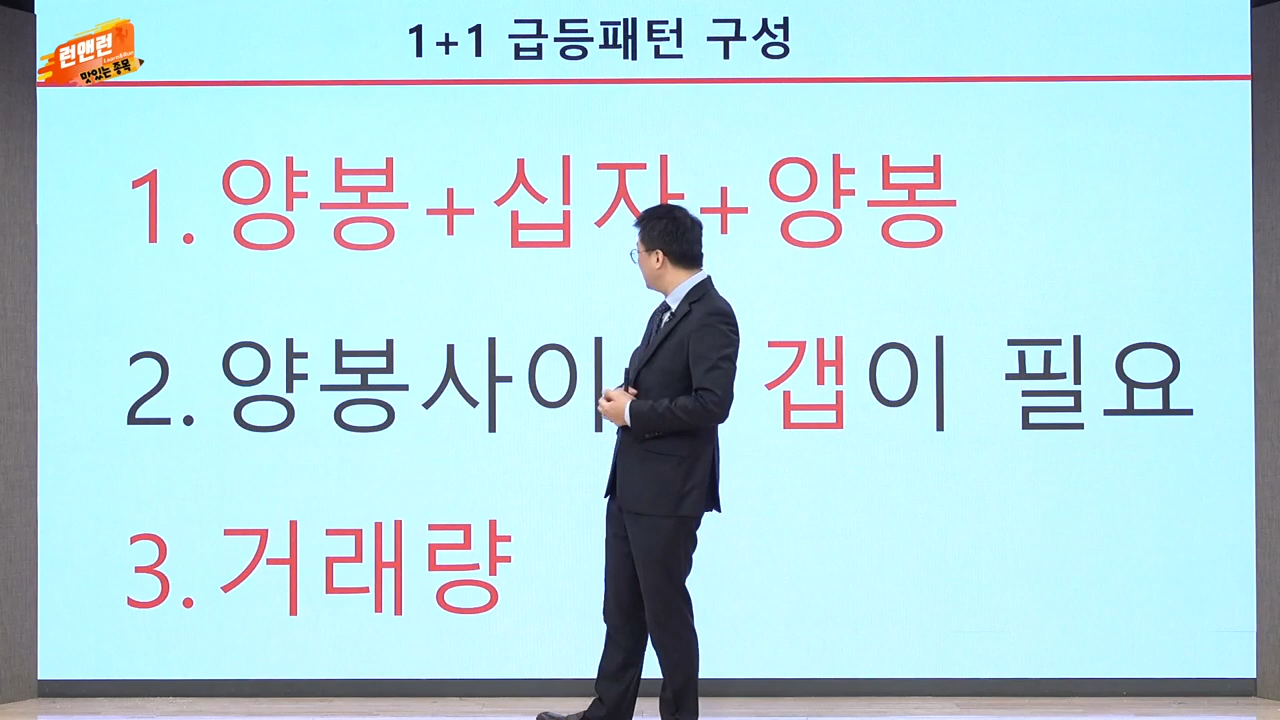 런앤런
맛있는 종목
1+1 급등패턴 구성
1. 양봉+십자+양봉
2. 양봉사이 갭이 필요
3. 거래량